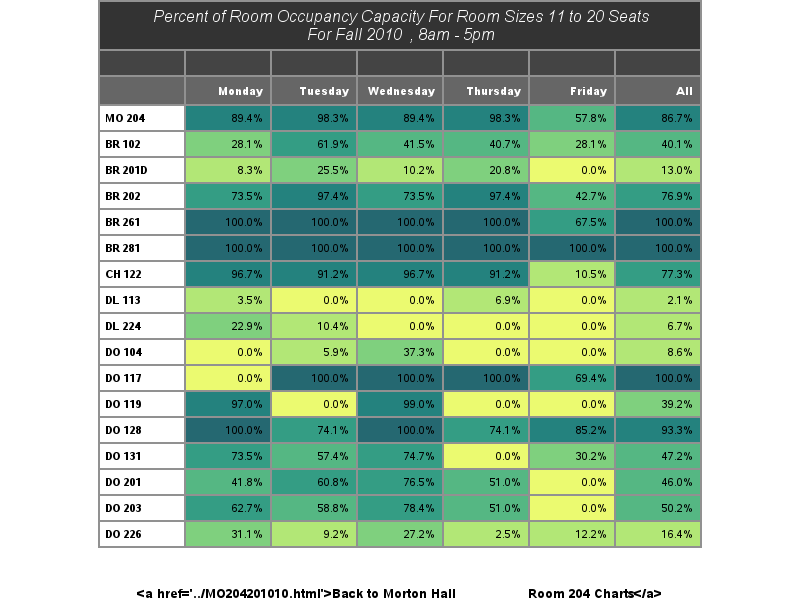 Percent of Room Occupancy Capacity For Room Sizes 11 to 20 Seats
For Fall 2010 , 8am - 5pm
Monday Tuesday Wednesday Thursday Friday All
MO 204 89.4% 98.3% 89.4% 98.3% 57.8% 86.7%
BR 102 28.1% 61.9% 41.5% 40.7% 28.1% 40.1%
BR 201D 8.3% 25.5% 10.2% 20.8% 0.0% 13.0%
BR 202 73.5% 97.4% 73.5% 97.4% 42.7% 76.9%
BR 261 100.0% 100.0% 100.0% 100.0% 67.5% 100.0%
BR 281 100.0% 100.0% 100.0% 100.0% 100.0% 100.0%
CH 122 96.7% 91.2% 96.7% 91.2% 10.5% 77.3%
DL 113 3.5% 0.0% 0.0% 6.9% 0.0% 2.1%
DL 224 22.9% 10.4% 0.0% 0.0% 0.0% 6.7%
DO 104 0.0% 5.9% 37.3% 0.0% 0.0% 8.6%
DO 117 0.0% 100.0% 100.0% 100.0% 69.4% 100.0%
DO 119 97.0% 0.0% 99.0% 0.0% 0.0% 39.2%
DO 128 100.0% 74.1% 100.0% 74.1% 85.2% 93.3%
DO 131 73.5% 57.4% 74.7% 0.0% 30.2% 47.2%
DO 201 41.8% 60.8% 76.5% 51.0% 0.0% 46.0%
DO 203 62.7% 58.8% 78.4% 51.0% 0.0% 50.2%
DO 226 31.1% 9.2% 27.2% 2.5% 12.2% 16.4%
<a href='../MO204201010.html'>Back to Morton Hall Room 204 Charts</a>